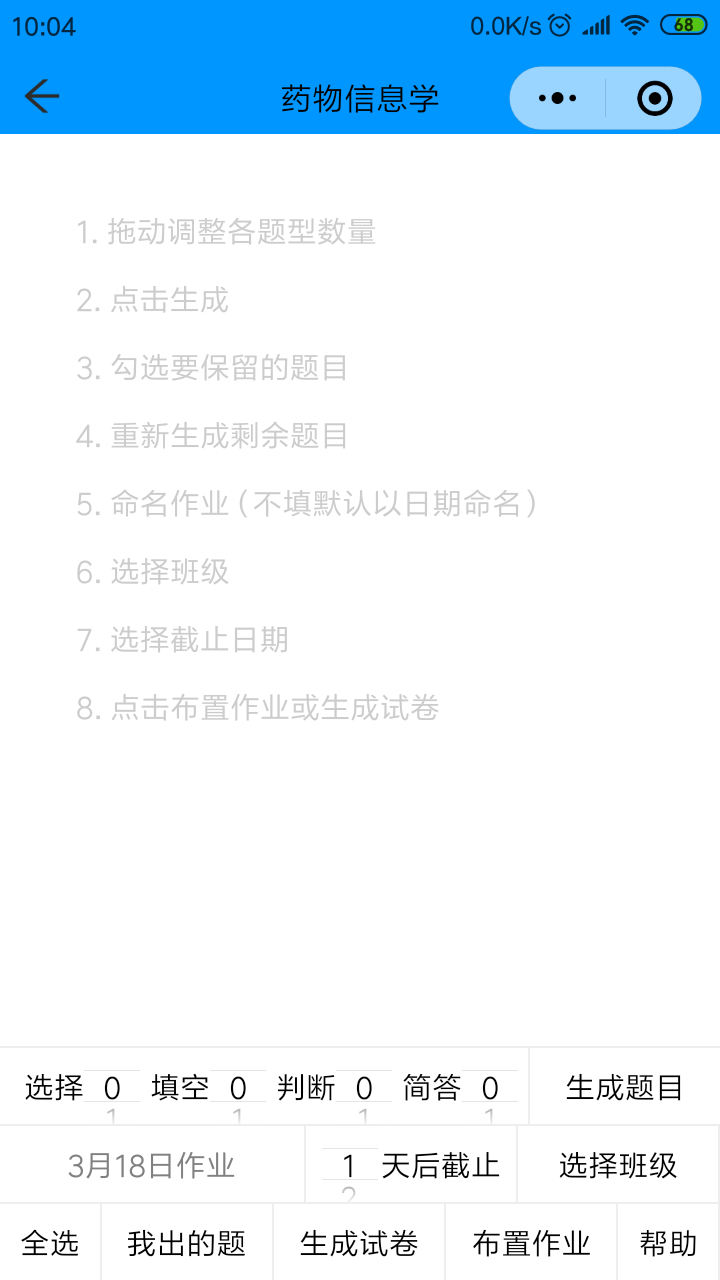 10:04 0.0K/s 68
药物信息学
1. 拖动调整各题型数量
2. 点击生成
3. 勾选要保留的题目
4. 重新生成剩余题目
5. 命名作业(不填默认以日期命名)
6. 选择班级
7. 选择截止日期
8. 点击布置作业或生成试卷
选择 0 填空 0 判断 0 简答 0 生成题目
1 1 1 1
3月18日作业 1 天后截止 选择班级
2
全选 我出的题 生成试卷 布置作业 帮助